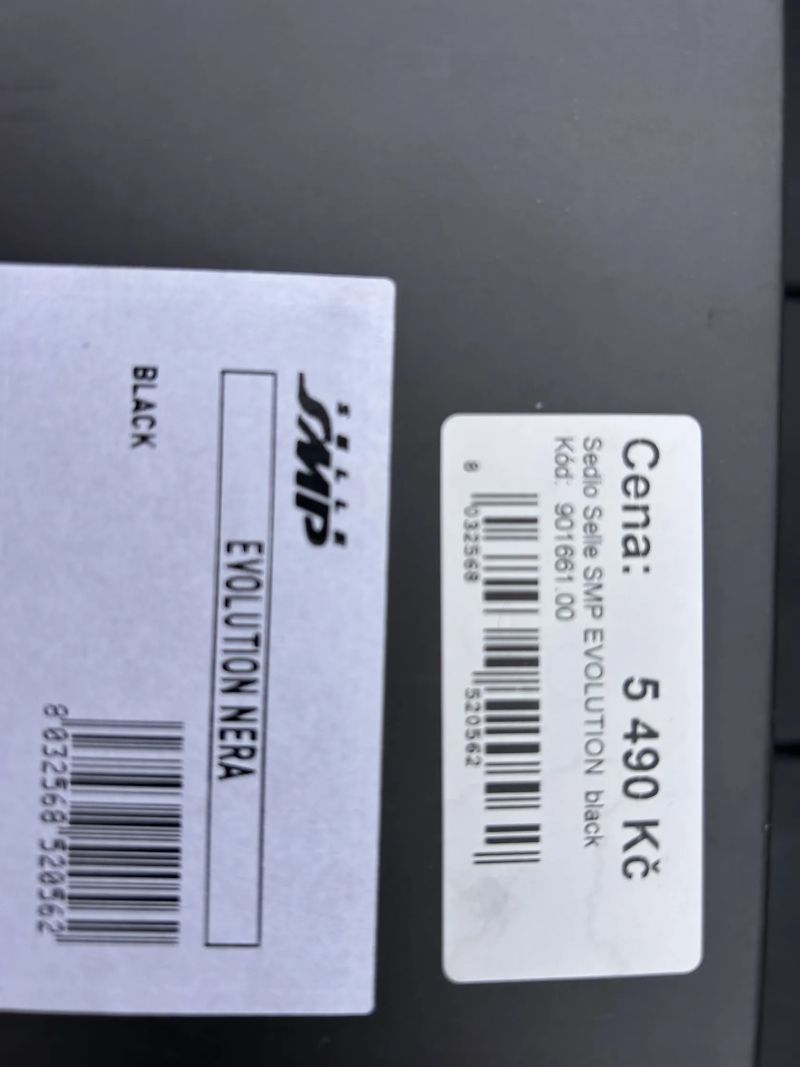 Cena: 5 490 Kč
Sedlo Selle SMP EVOLUTION black
Kód: 901661.00
8 032568 520562
SELLE
SMP
EVOLUTION NERA
BLACK
8 032568 520562